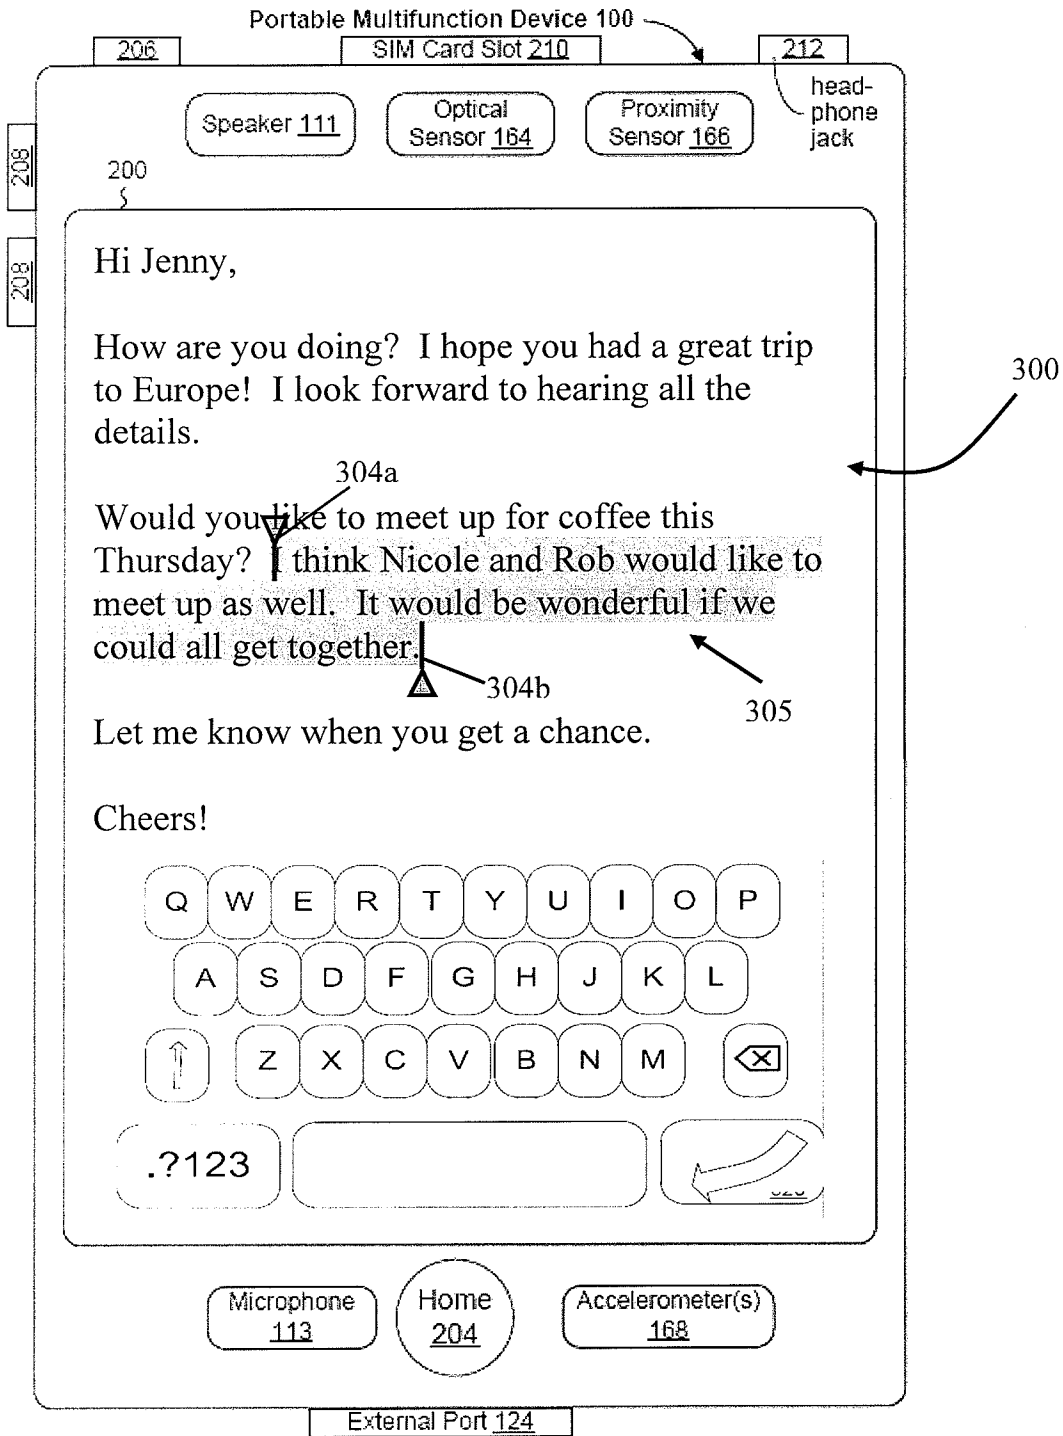 Portable Multifunction Device 100
206
SIM Card Slot 210
212
head-
phone
jack
Speaker 111
Optical
Sensor 164
Proximity
Sensor 166
208
200
208
Hi Jenny,
How are you doing? I hope you had a great trip
to Europe! I look forward to hearing all the
details.
300
304a
Would you like to meet up for coffee this
Thursday? I think Nicole and Rob would like to
meet up as well. It would be wonderful if we
could all get together.
304b
305
Let me know when you get a chance.
Cheers!
Q W E R T Y U I O P
A S D F G H J K L
Z X C V B N M
.?123
Microphone
113
Home
204
Accelerometer(s)
168
External Port 124